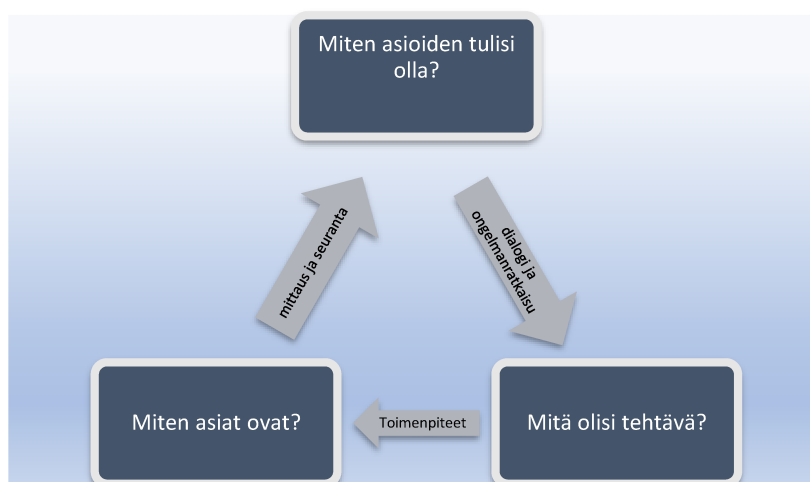 Miten asioiden tulisi
olla?
mittaus ja seuranta
dialogi ja
ongelmanratkaisu
Miten asiat ovat?
Toimenpiteet
Mitä olisi tehtävä?